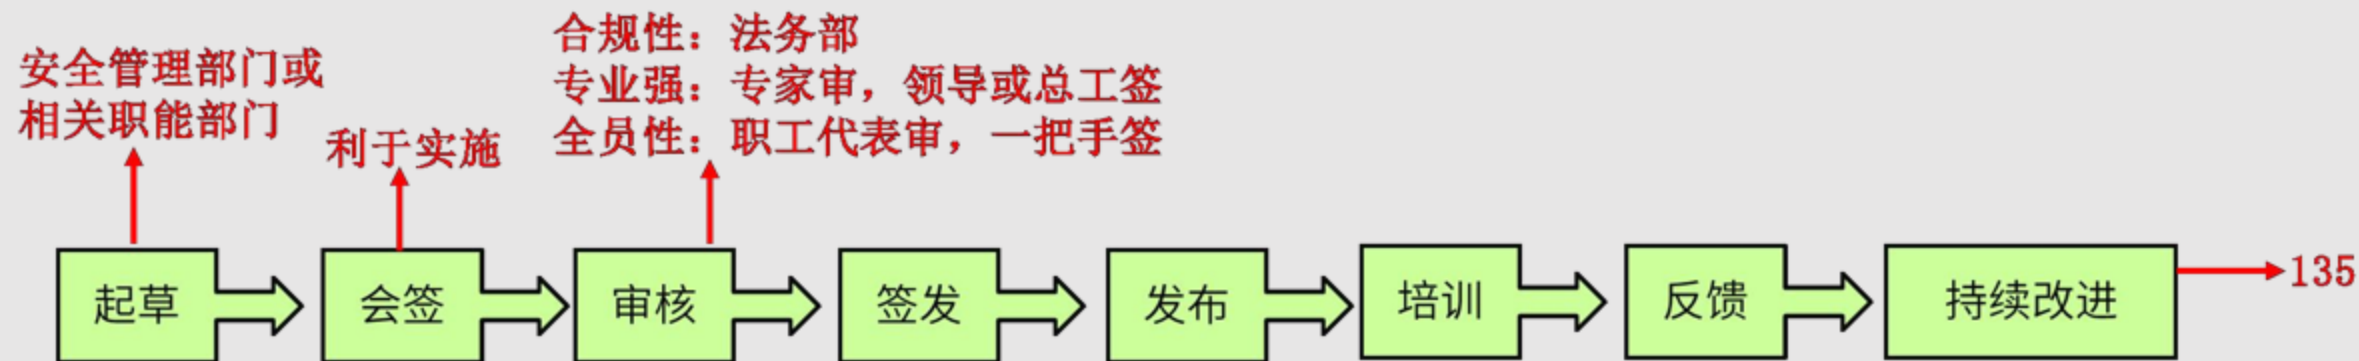 安全管理部门或
相关职能部门
利于实施
合规性：法务部
专业强：专家审，领导或总工签
全员性：职工代表审，一把手签
起草
会签
审核
签发
发布
培训
反馈
持续改进
135